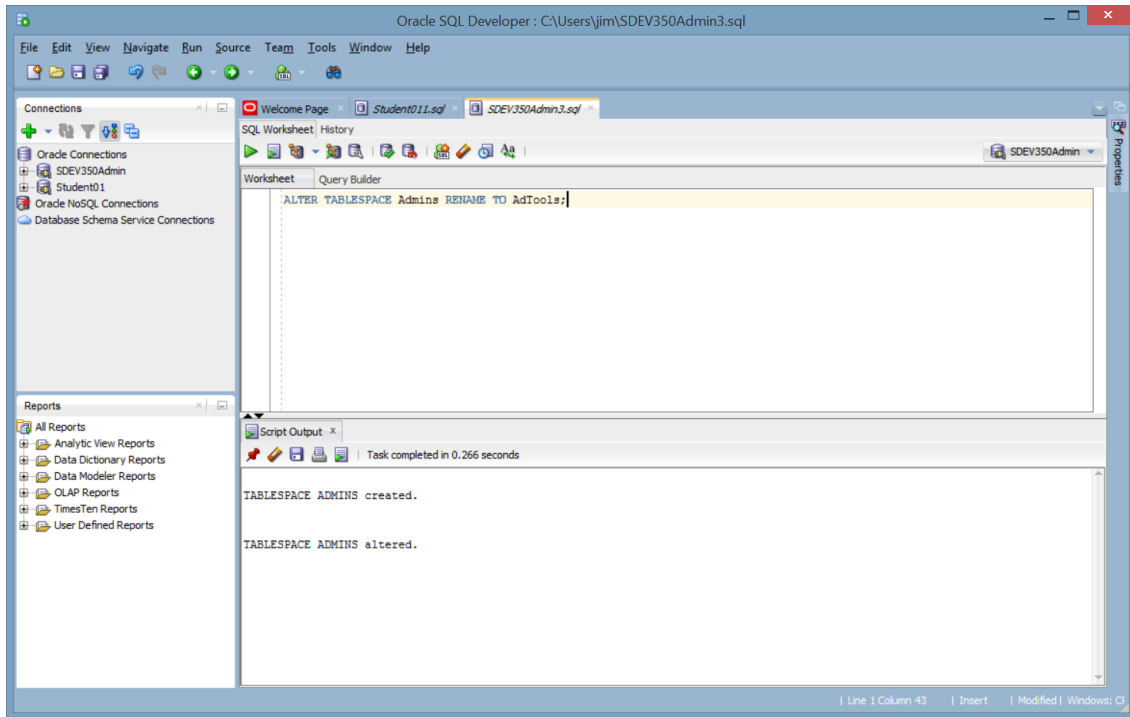 Oracle SQL Developer : C:\Users\jim\SDEV350Admin3.sql
File Edit View Navigate Run Source Team Tools Window Help
Connections
Oracle Connections
SDEV350Admin
Student01
Oracle NoSQL Connections
Database Schema Service Connections
Reports
All Reports
Analytic View Reports
Data Dictionary Reports
Data Modeler Reports
OLAP Reports
TimesTen Reports
User Defined Reports
Welcome Page
Student011.sql
SDEV350Admin3.sql
SQL Worksheet History
SDEV350Admin
Worksheet Query Builder
ALTER TABLESPACE Admins RENAME TO AdTools;
Script Output
Task completed in 0.266 seconds
TABLESPACE ADMINS created.
TABLESPACE ADMINS altered.
Properties
| Line 1 Column 43 | Insert | Modified | Windows: